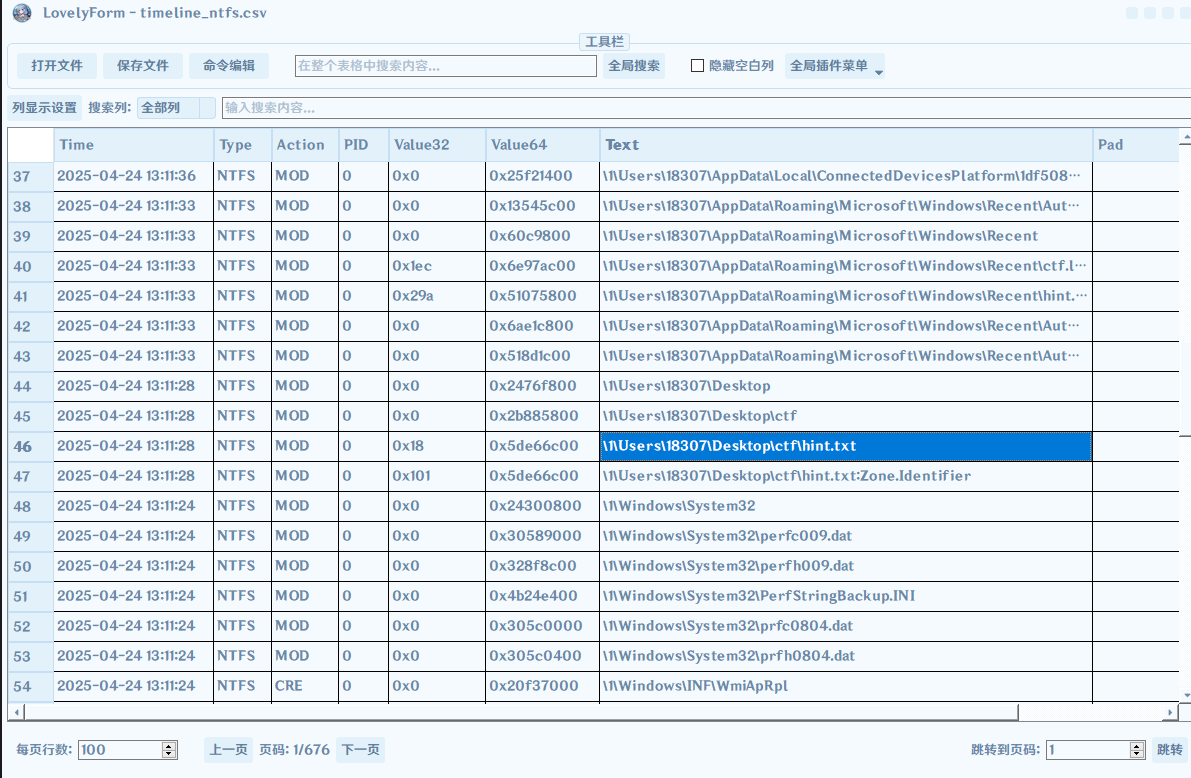 LovelyForm - timeline_ntfs.csv
工具栏
打开文件 保存文件 命令编辑 在整个表格中搜索内容... 全局搜索 隐藏空白列 全局插件菜单
列显示设置 搜索列: 全部列 输入搜索内容...
Time Type Action PID Value32 Value64 Text Pad
37 2025-04-24 13:11:36 NTFS MOD 0 0x0 0x25f21400 \1\Users\18307\AppData\Local\ConnectedDevicesPlatform\1df508···
38 2025-04-24 13:11:33 NTFS MOD 0 0x0 0x13545c00 \1\Users\18307\AppData\Roaming\Microsoft\Windows\Recent\Aut···
39 2025-04-24 13:11:33 NTFS MOD 0 0x0 0x60c9800 \1\Users\18307\AppData\Roaming\Microsoft\Windows\Recent
40 2025-04-24 13:11:33 NTFS MOD 0 0x1ec 0x6e97ac00 \1\Users\18307\AppData\Roaming\Microsoft\Windows\Recent\ctf.l···
41 2025-04-24 13:11:33 NTFS MOD 0 0x29a 0x51075800 \1\Users\18307\AppData\Roaming\Microsoft\Windows\Recent\hint.···
42 2025-04-24 13:11:33 NTFS MOD 0 0x0 0x6ae1c800 \1\Users\18307\AppData\Roaming\Microsoft\Windows\Recent\Aut···
43 2025-04-24 13:11:33 NTFS MOD 0 0x0 0x518d1c00 \1\Users\18307\AppData\Roaming\Microsoft\Windows\Recent\Aut···
44 2025-04-24 13:11:28 NTFS MOD 0 0x0 0x2476f800 \1\Users\18307\Desktop
45 2025-04-24 13:11:28 NTFS MOD 0 0x0 0x2b885800 \1\Users\18307\Desktop\ctf
46 2025-04-24 13:11:28 NTFS MOD 0 0x18 0x5de66c00 \1\Users\18307\Desktop\ctf\hint.txt
47 2025-04-24 13:11:28 NTFS MOD 0 0x101 0x5de66c00 \1\Users\18307\Desktop\ctf\hint.txt:Zone.Identifier
48 2025-04-24 13:11:24 NTFS MOD 0 0x0 0x24300800 \1\Windows\System32
49 2025-04-24 13:11:24 NTFS MOD 0 0x0 0x30589000 \1\Windows\System32\perfc009.dat
50 2025-04-24 13:11:24 NTFS MOD 0 0x0 0x328f8c00 \1\Windows\System32\perfh009.dat
51 2025-04-24 13:11:24 NTFS MOD 0 0x0 0x4b24e400 \1\Windows\System32\PerfStringBackup.INI
52 2025-04-24 13:11:24 NTFS MOD 0 0x0 0x305c0000 \1\Windows\System32\prfc0804.dat
53 2025-04-24 13:11:24 NTFS MOD 0 0x0 0x305c0400 \1\Windows\System32\prfh0804.dat
54 2025-04-24 13:11:24 NTFS CRE 0 0x0 0x20f37000 \1\Windows\INF\WmiApRpl
每页行数: 100 上一页 页码: 1/676 下一页 跳转到页码: 1 跳转